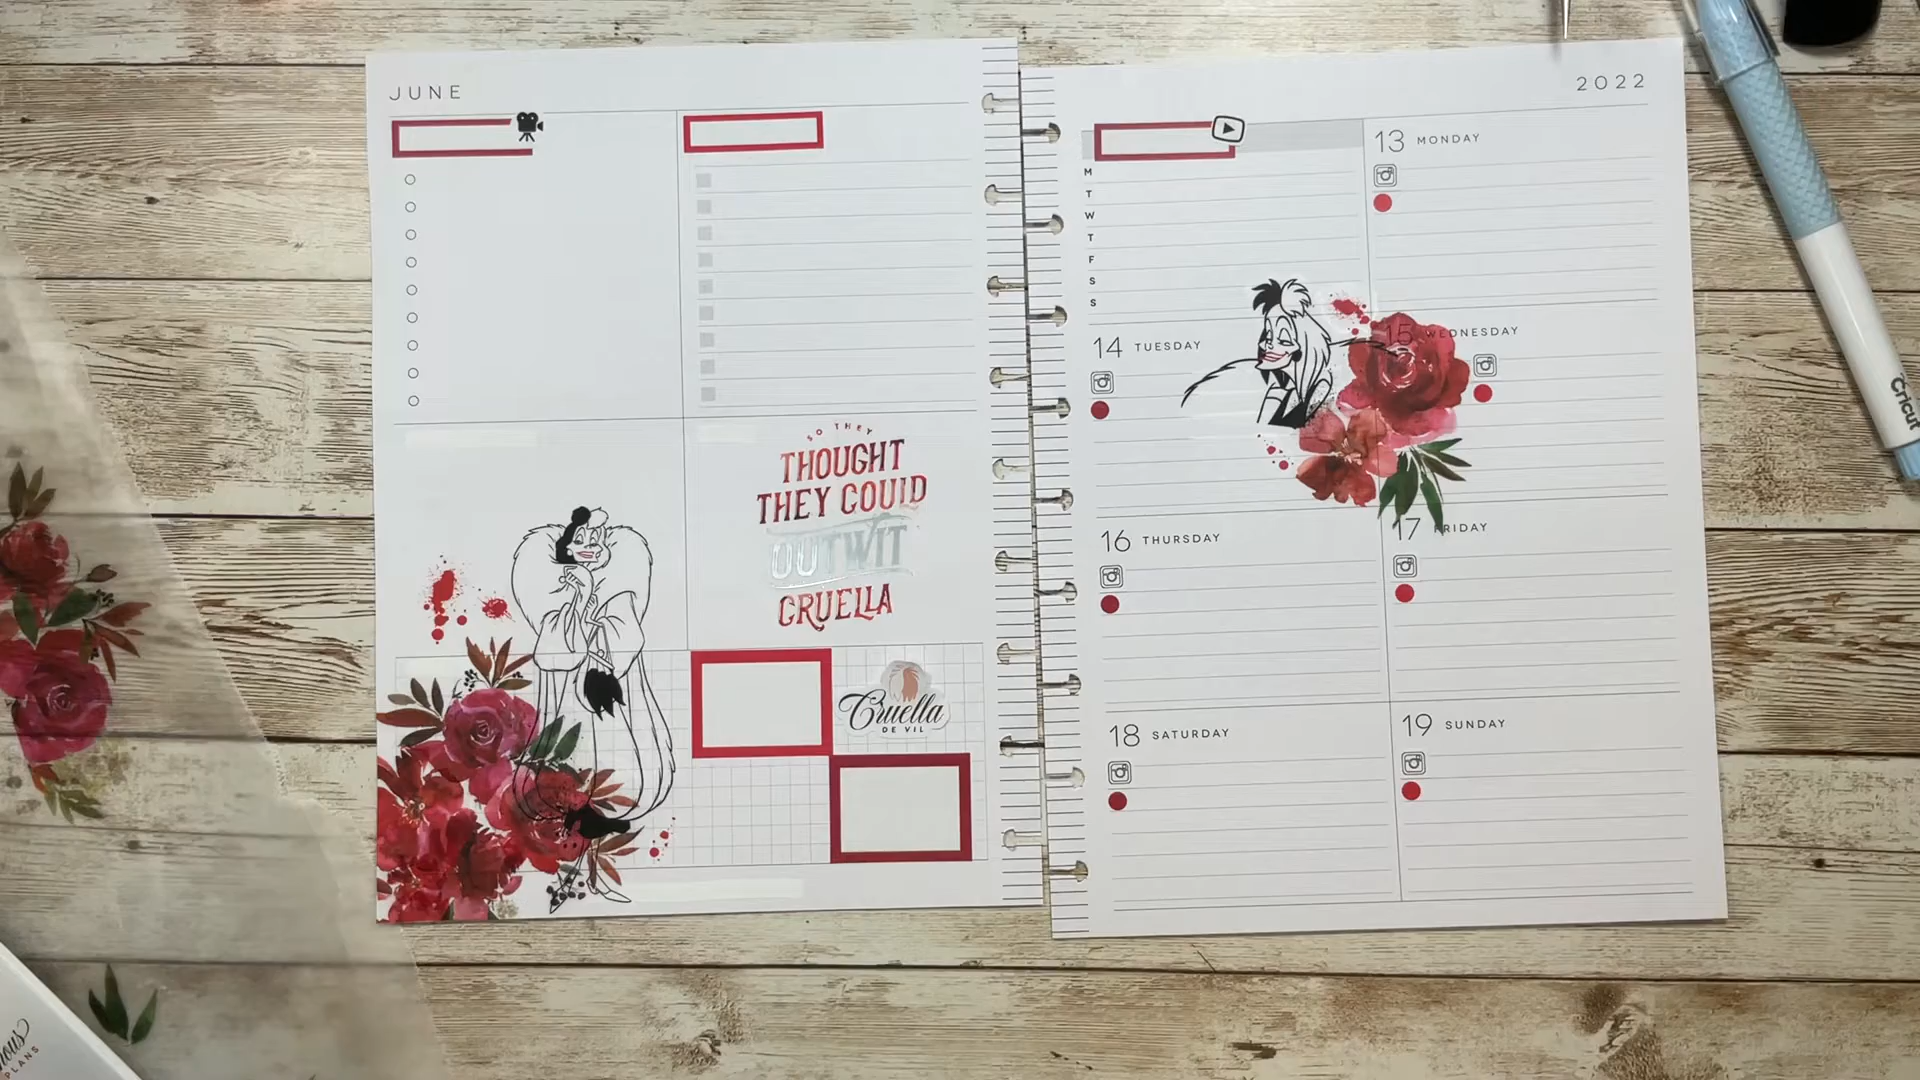 JUNE
SO THEY
THOUGHT
THEY COULD
OUTWIT
CRUELLA
Cruella
DE VIL
2022
M
T
W
T
F
S
S
13 MONDAY
14 TUESDAY
15 WEDNESDAY
16 THURSDAY
17 FRIDAY
18 SATURDAY
19 SUNDAY
Cricut
PLANS